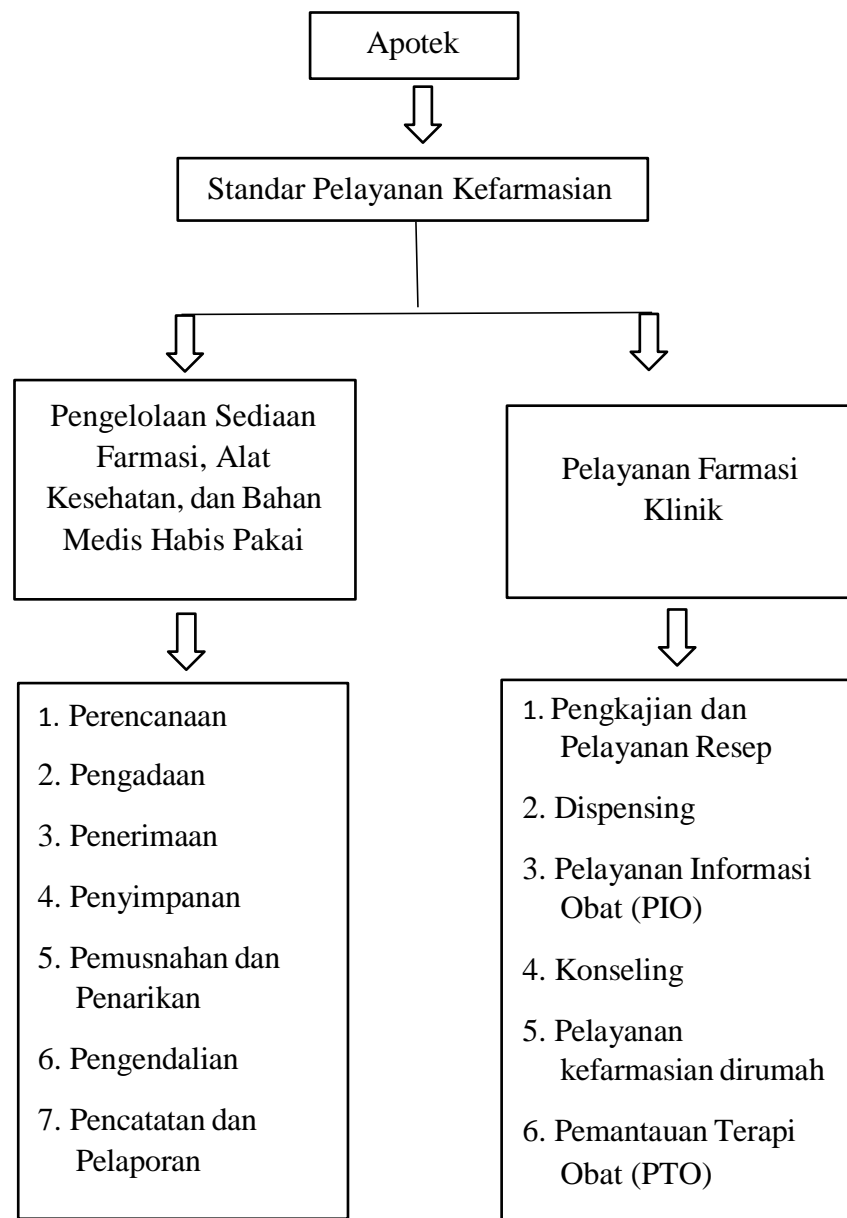 Apotek
Standar Pelayanan Kefarmasian
Pengelolaan Sediaan
Farmasi, Alat
Kesehatan, dan Bahan
Medis Habis Pakai
Pelayanan Farmasi
Klinik
1. Perencanaan
2. Pengadaan
3. Penerimaan
4. Penyimpanan
5. Pemusnahan dan
Penarikan
6. Pengendalian
7. Pencatatan dan
Pelaporan
1. Pengkajian dan
Pelayanan Resep
2. Dispensing
3. Pelayanan Informasi
Obat (PIO)
4. Konseling
5. Pelayanan
kefarmasian dirumah
6. Pemantauan Terapi
Obat (PTO)